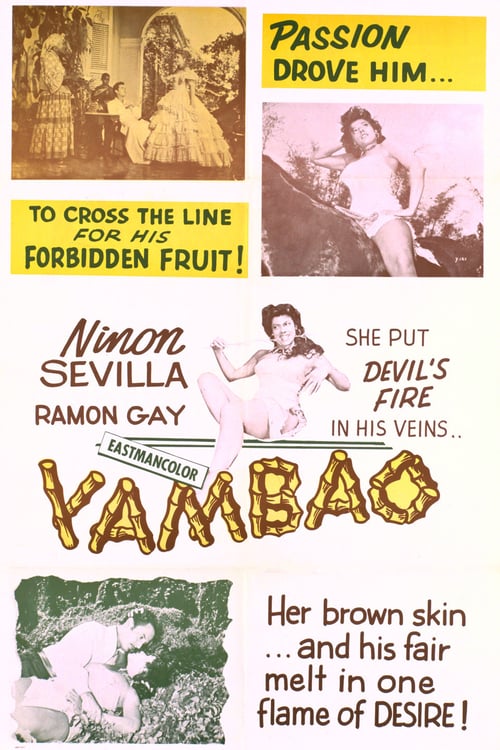 PASSION
DROVE HIM...
TO CROSS THE LINE
FOR HIS
FORBIDDEN FRUIT!
Ninon
SEVILLA
RAMON GAY
SHE PUT
DEVIL'S
FIRE
IN HIS VEINS..
EASTMANCOLOR
YAMBAO
Her brown skin
...and his fair
melt in one
flame of DESIRE!